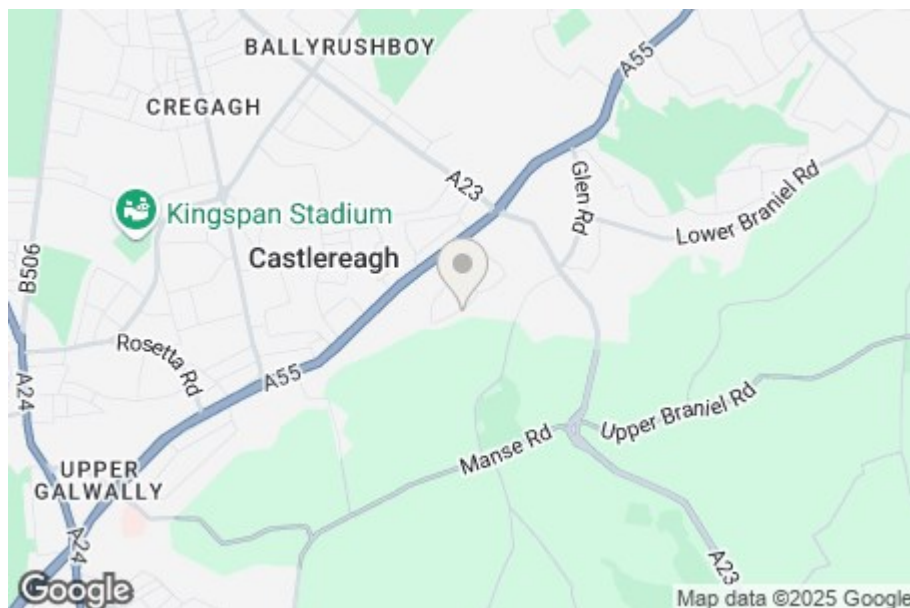 BALLYRUSHBOY
A55
CREGAGH
A23
Glen Rd
Kingspan Stadium
Lower Braniel Rd
Castlereagh
B506
Rosetta Rd
A55
A24
Upper Braniel Rd
Manse Rd
UPPER
GALWALLY
A24
A23
Google
Map data ©2025 Google